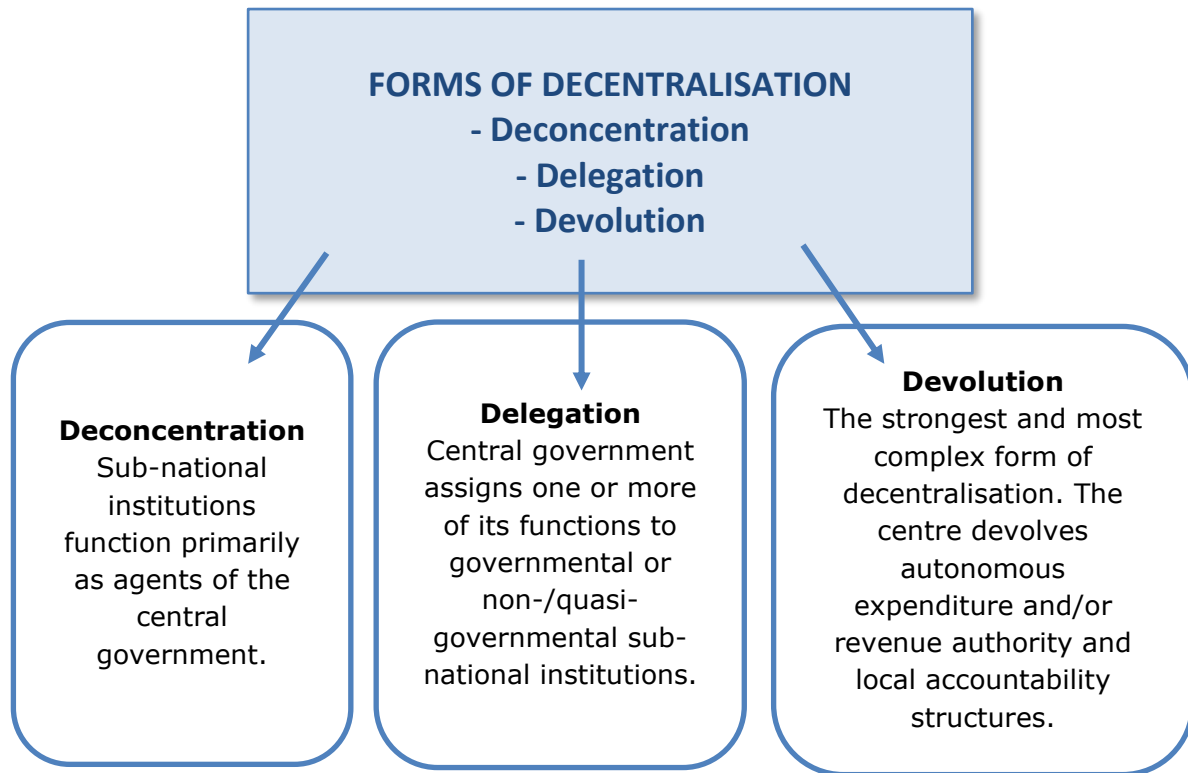 FORMS OF DECENTRALISATION
- Deconcentration
- Delegation
- Devolution
Deconcentration
Sub-national
institutions
function primarily
as agents of the
central
government.
Delegation
Central government
assigns one or more
of its functions to
governmental or
non-/quasi-
governmental sub-
national institutions.
Devolution
The strongest and most
complex form of
decentralisation. The
centre devolves
autonomous
expenditure and/or
revenue authority and
local accountability
structures.